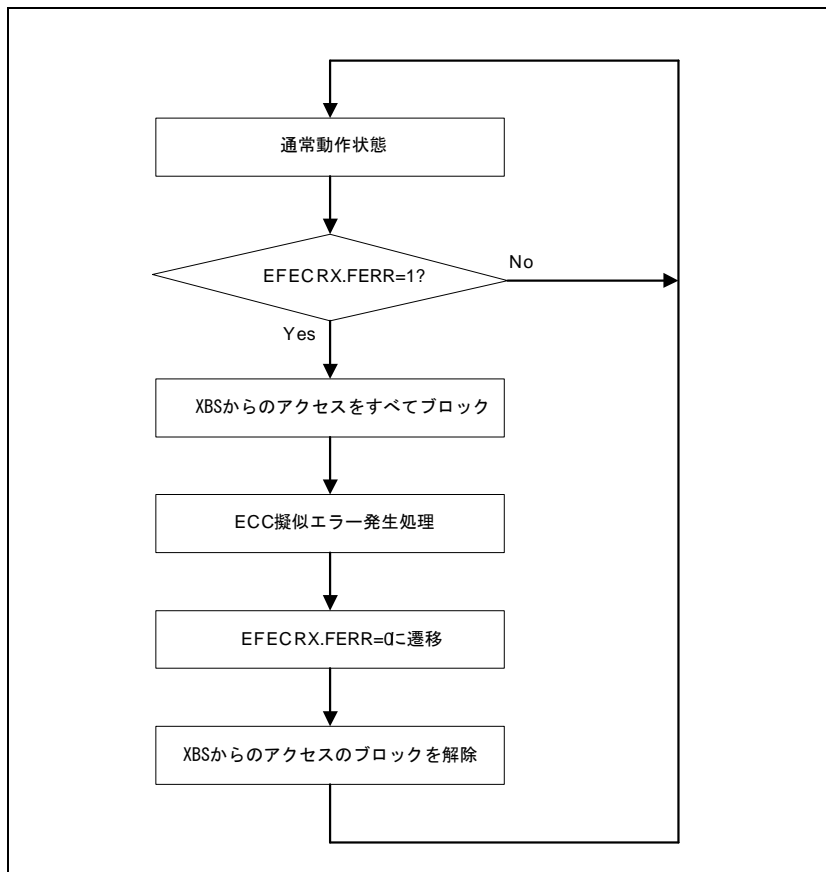 通常動作状態
EFECRX.FERR=1?
No
Yes
XBSからのアクセスをすべてブロック
ECC擬似エラー発生処理
EFECRX.FERR=0に遷移
XBSからのアクセスのブロックを解除